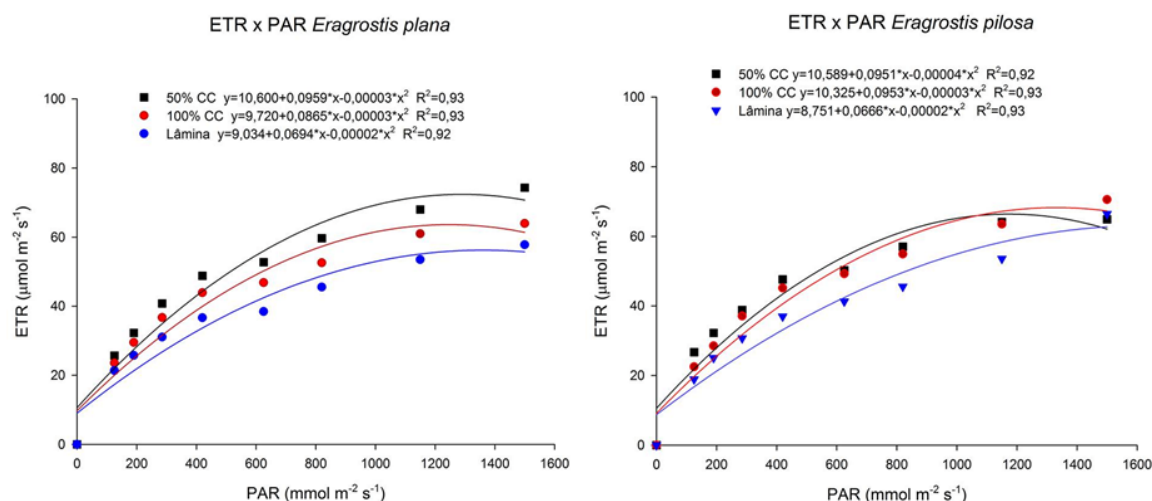 ETR x PAR Eragrostis plana
50% CC y=10,600+0,0959*x-0,00003*x² R²=0,93
100% CC y=9,720+0,0865*x-0,00003*x² R²=0,93
Lâmina y=9,034+0,0694*x-0,00002*x² R²=0,92
100
80
60
40
20
0
ETR (μmol m⁻² s⁻¹)
0 200 400 600 800 1000 1200 1400 1600
PAR (mmol m⁻² s⁻¹)
ETR x PAR Eragrostis pilosa
50% CC y=10,589+0,0951*x-0,00004*x² R²=0,92
100% CC y=10,325+0,0953*x-0,00003*x² R²=0,93
Lâmina y=8,751+0,0666*x-0,00002*x² R²=0,93
100
80
60
40
20
0
ETR (μmol m⁻² s⁻¹)
0 200 400 600 800 1000 1200 1400 1600
PAR (mmol m⁻² s⁻¹)